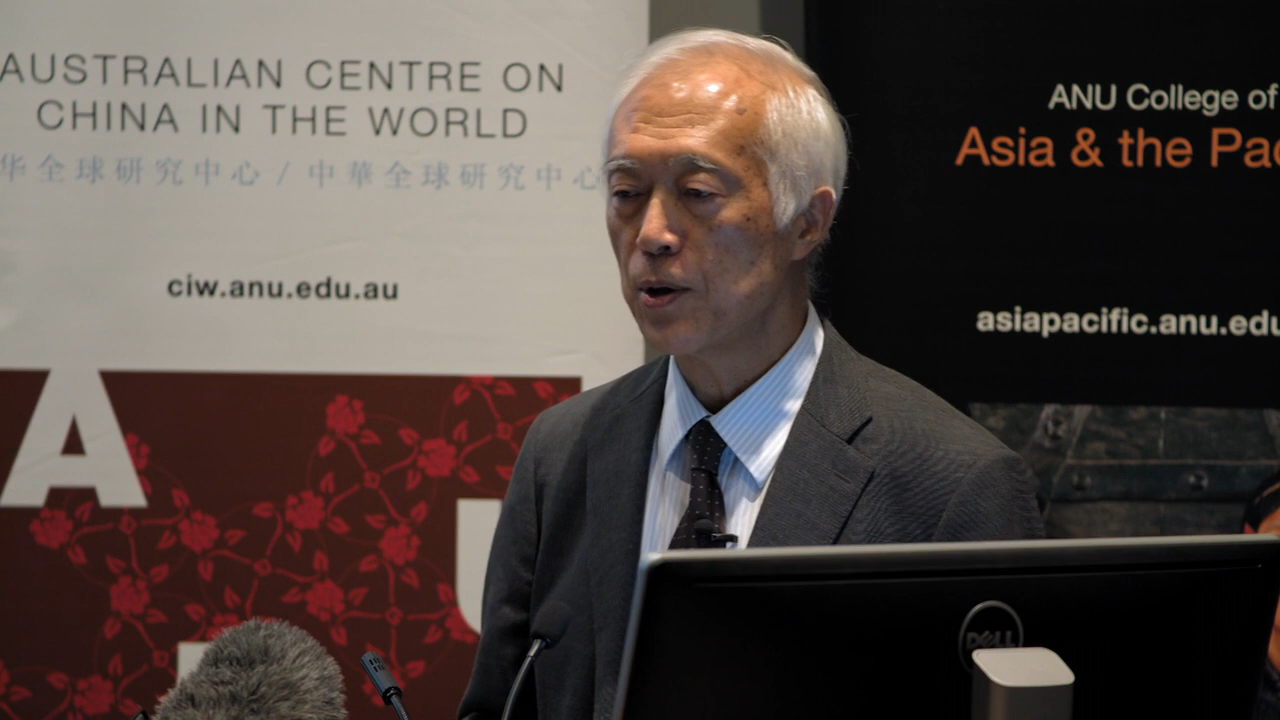 AUSTRALIAN CENTRE ON
CHINA IN THE WORLD
华全球研究中心 / 中華全球研究中心
ciw.anu.edu.au
A
U
ANU College of
Asia & the Pac
asiapacific.anu.edu
DELL